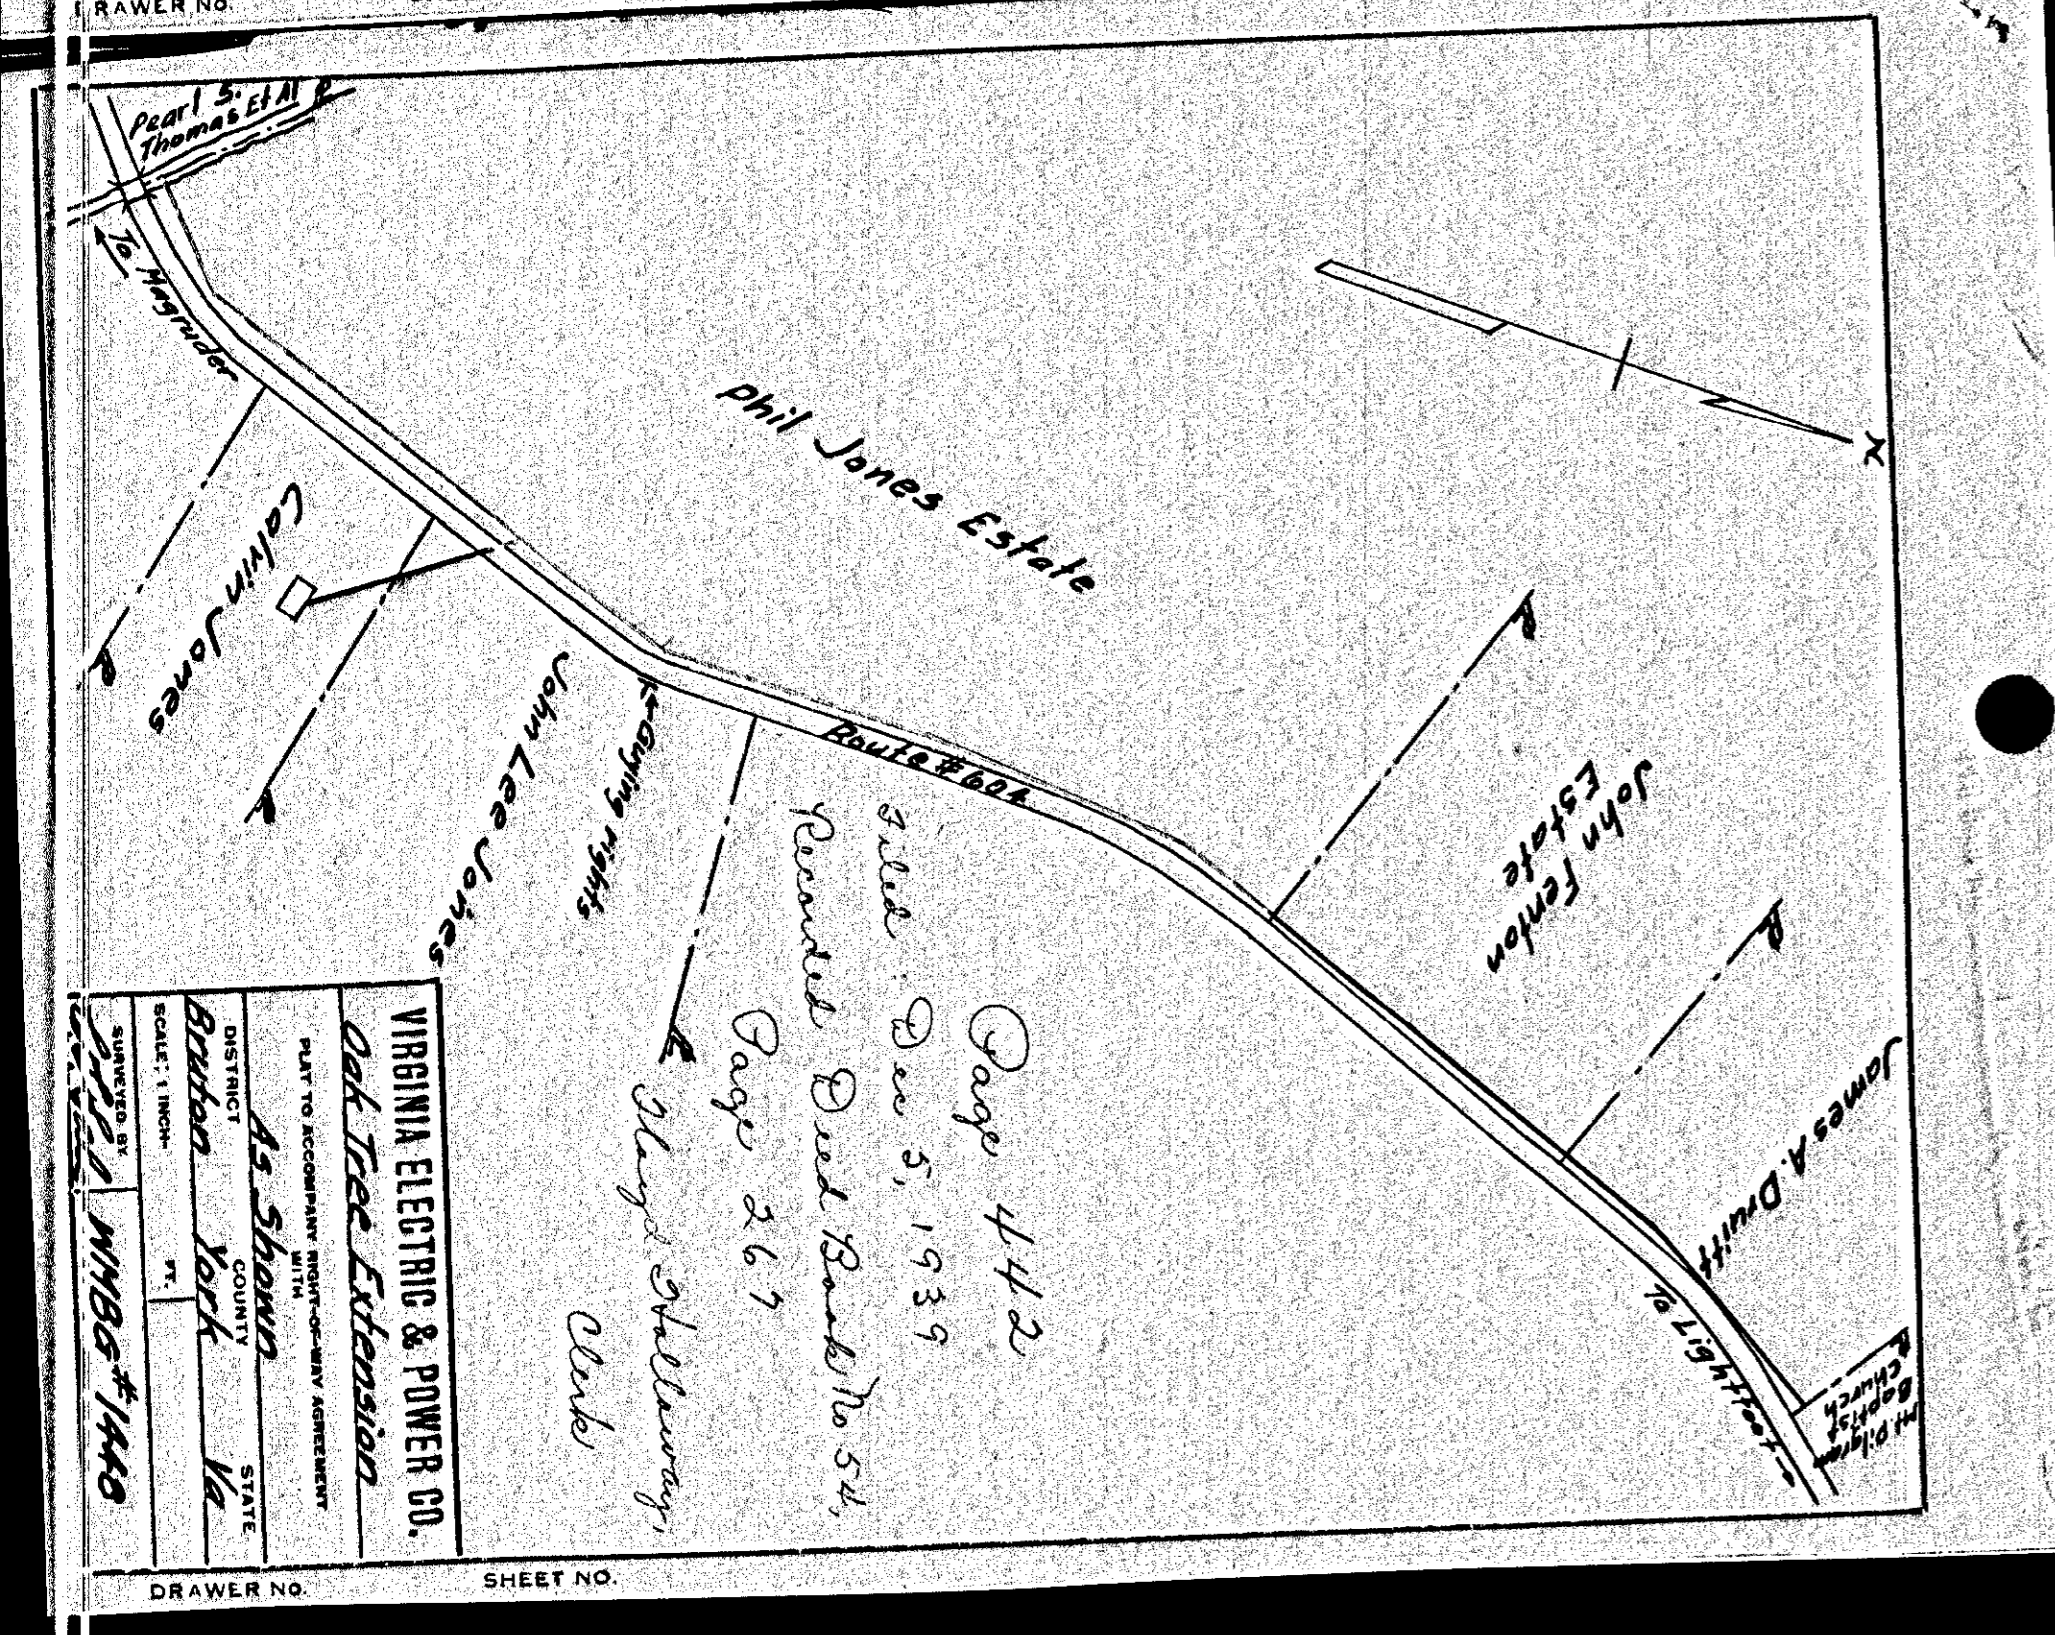 RAWER NO.
Pearl S.
Thomas Et Al
To Magruder
Phil Jones Estate
N
Calvin Jones
John Lee Jones
Guying rights
Route #604
John Fenton
Estate
James A. Druitt
To Lightfoot
Mt. Pilgram
Baptist
Church
Page 442
Filed Dec 5, 1939
Recorded Deed Book No 54,
Page 267
Floyd Holloway,
Clerk
VIRGINIA ELECTRIC & POWER CO.
Oak Tree Extension
PLAT TO ACCOMPANY RIGHT-OF-WAY AGREEMENT
WITH
As Shown
DISTRICT COUNTY STATE
Bruton York Va
SCALE: 1 INCH= FT.
SURVEYED BY
WMBG#1440
DRAWER NO. SHEET NO.